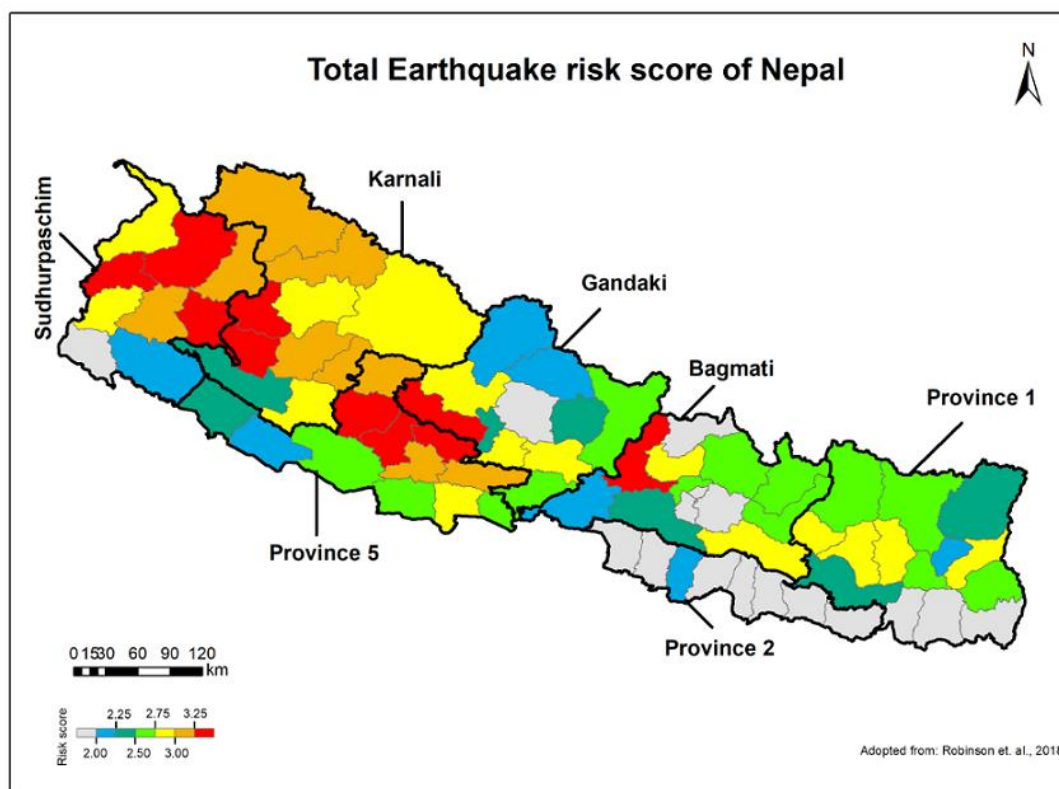 Total Earthquake risk score of Nepal
N
Karnali
Sudhurpaschim
Gandaki
Bagmati
Province 1
Province 5
Province 2
0 1530 60 90 120
km
2.25 2.75 3.25
Risk score
2.00 2.50 3.00
Adopted from: Robinson et. al., 2018